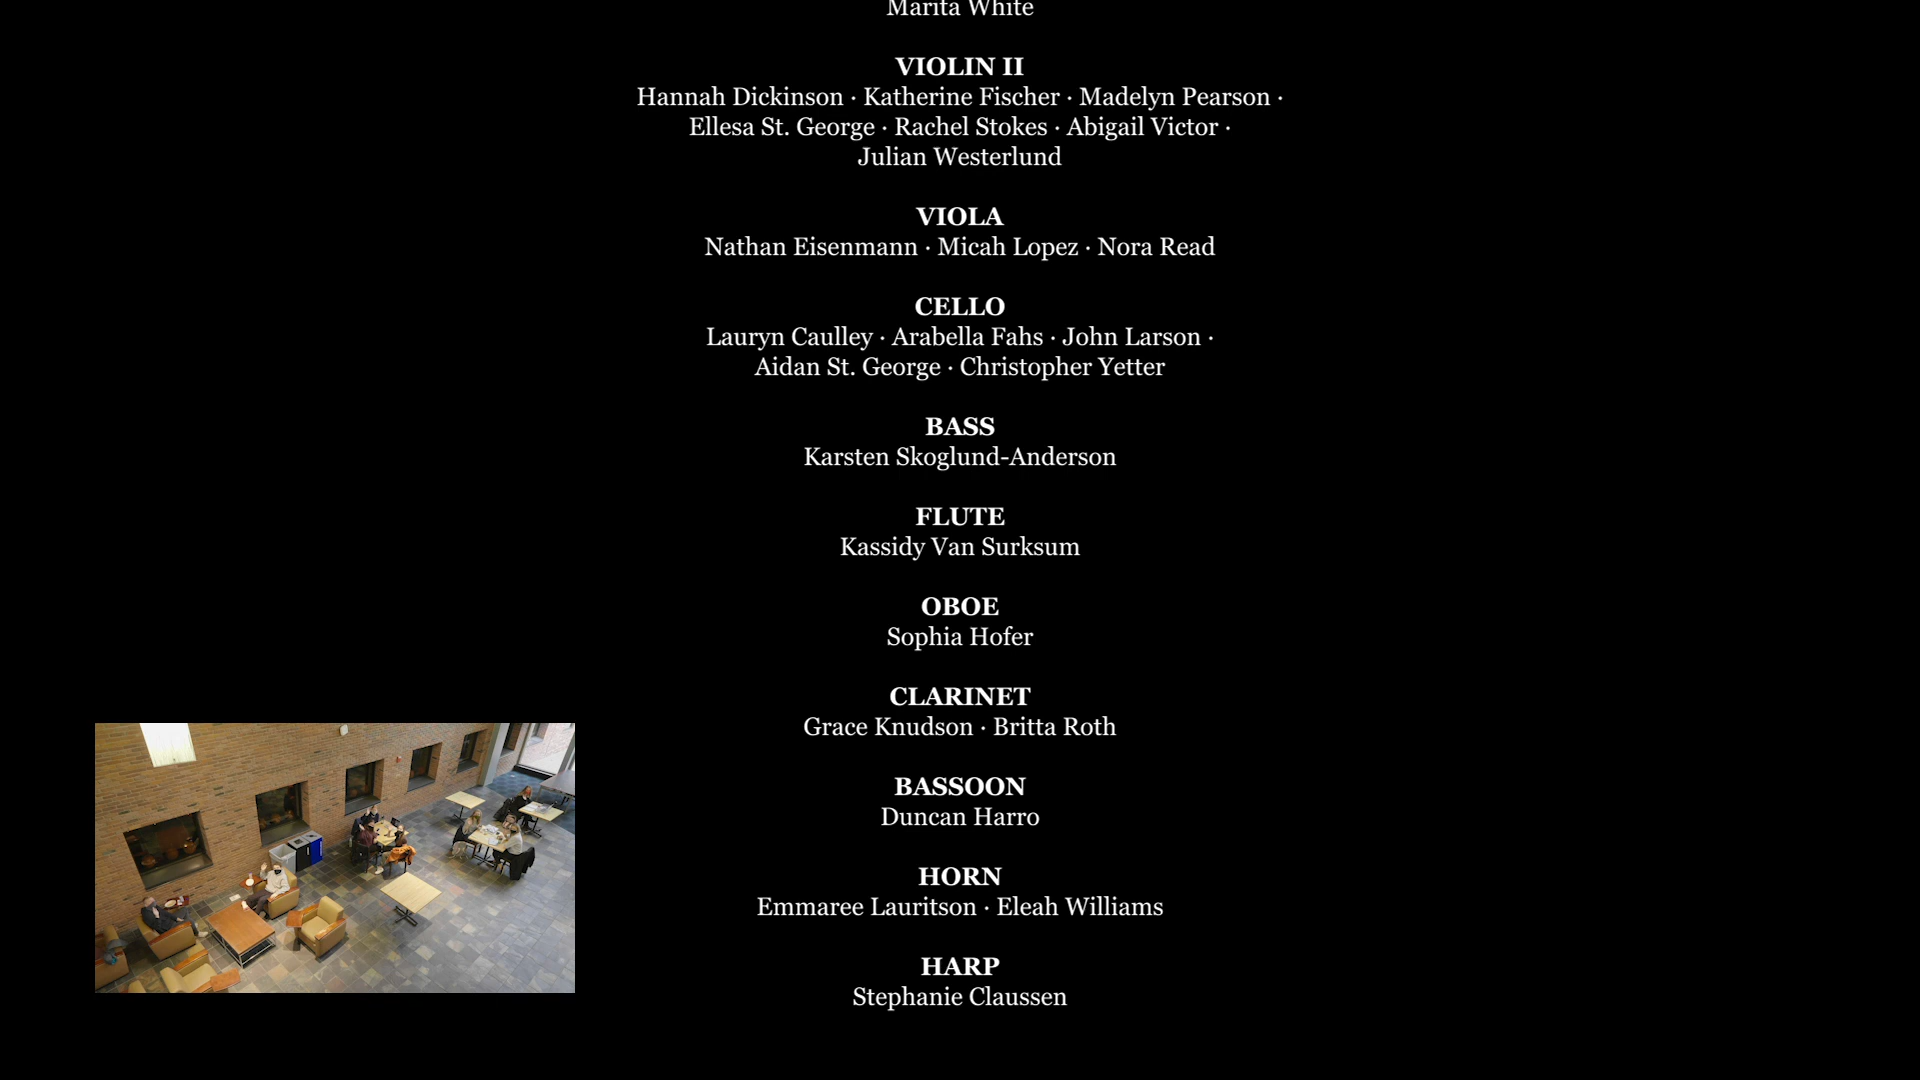 Marita White
VIOLIN II
Hannah Dickinson · Katherine Fischer · Madelyn Pearson ·
Ellesa St. George · Rachel Stokes · Abigail Victor ·
Julian Westerlund
VIOLA
Nathan Eisenmann · Micah Lopez · Nora Read
CELLO
Lauryn Caulley · Arabella Fahs · John Larson ·
Aidan St. George · Christopher Yetter
BASS
Karsten Skoglund-Anderson
FLUTE
Kassidy Van Surksum
OBOE
Sophia Hofer
CLARINET
Grace Knudson · Britta Roth
BASSOON
Duncan Harro
HORN
Emmaree Lauritson · Eleah Williams
HARP
Stephanie Claussen